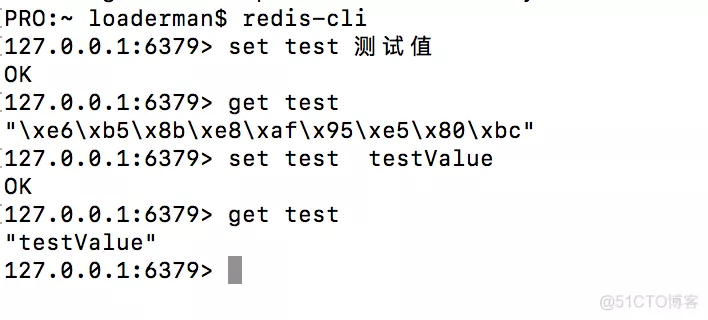 PRO:~ loaderman$ redis-cli
127.0.0.1:6379> set test 测试值
OK
127.0.0.1:6379> get test
"\xe6\xb5\x8b\xe8\xaf\x95\xe5\x80\xbc"
127.0.0.1:6379> set test  testValue
OK
127.0.0.1:6379> get test
"testValue"
127.0.0.1:6379>
@51CTO博客